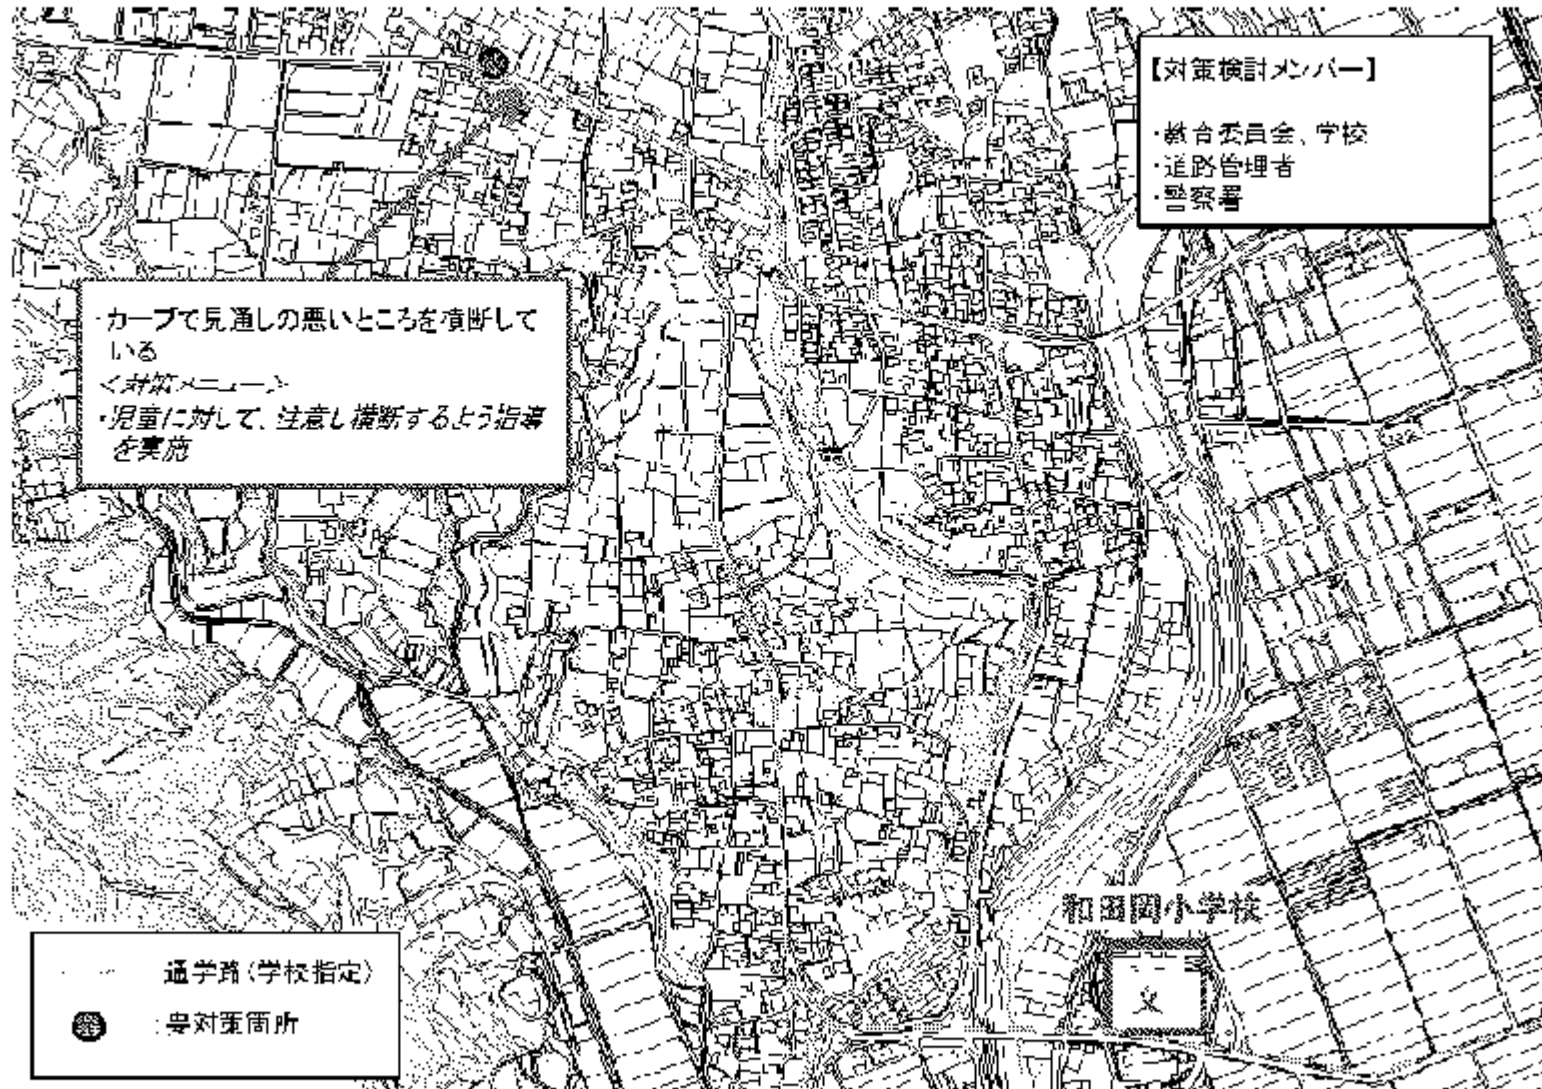 【対策検討メンバー】
・教育委員会、学校
・道路管理者
・警察署
・カーブで見通しの悪いところを横断して
いる
＜対策メニュー＞
・児童に対して、注意し横断するよう指導
を実施
和田岡小学校
文
通学路(学校指定)
:要対策箇所